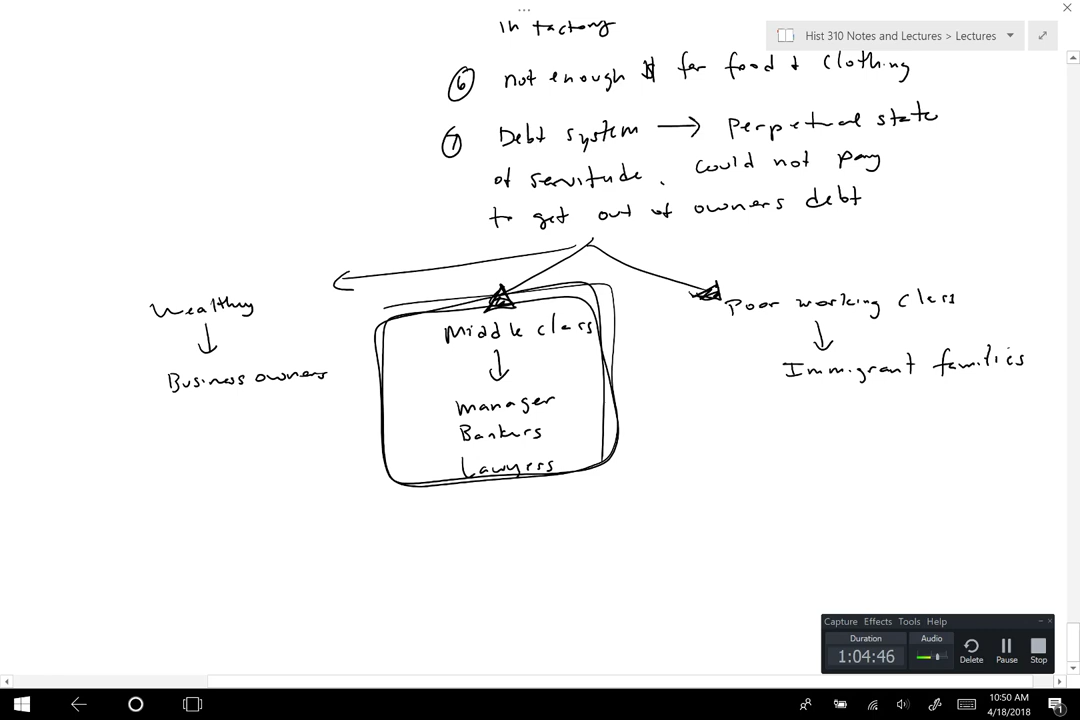 in factory
Hist 310 Notes and Lectures > Lectures
6 not enough $ for food + clothing
7 Debt system → Perpetual state
of servitude. Could not pay
to get out of owners debt
Wealthy
Business owners
Middle class
manager
Bankers
Lawyers
Poor working class
Immigrant families
Capture Effects Tools Help
Duration
Audio
1:04:46
Delete
Pause
Stop
10:50 AM
4/18/2018
1